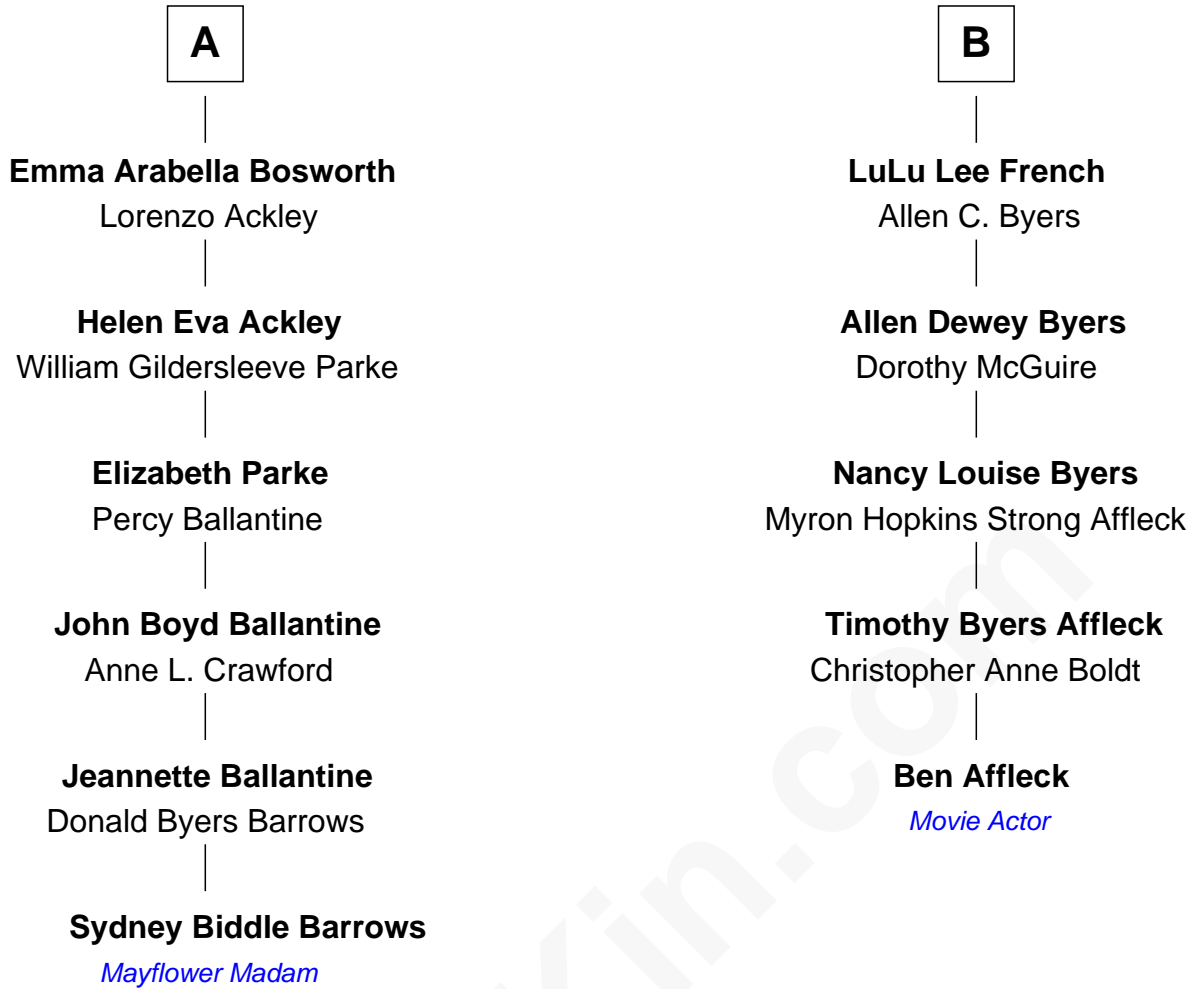 A
Emma Arabella Bosworth
Lorenzo Ackley
Helen Eva Ackley
William Gildersleeve Parke
Elizabeth Parke
Percy Ballantine
John Boyd Ballantine
Anne L. Crawford
Jeannette Ballantine
Donald Byers Barrows
Sydney Biddle Barrows
Mayflower Madam
B
LuLu Lee French
Allen C. Byers
Allen Dewey Byers
Dorothy McGuire
Nancy Louise Byers
Myron Hopkins Strong Affleck
Timothy Byers Affleck
Christopher Anne Boldt
Ben Affleck
Movie Actor
Kin.com